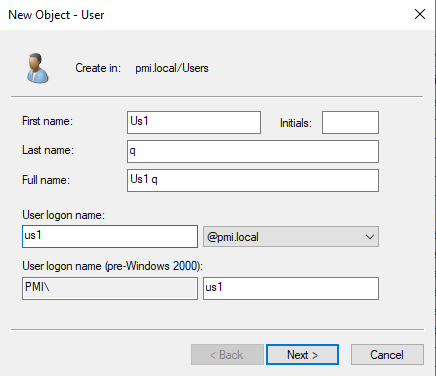 New Object - User
Create in: pmi.local/Users
First name: Us1 Initials:
Last name: q
Full name: Us1 q
User logon name:
us1 @pmi.local
User logon name (pre-Windows 2000):
PMI\ us1
< Back Next > Cancel